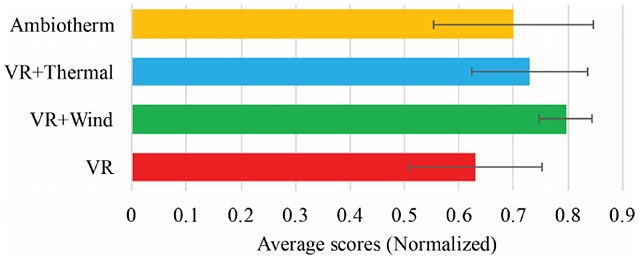 Ambiotherm
VR+Thermal
VR+Wind
VR
0 0.1 0.2 0.3 0.4 0.5 0.6 0.7 0.8 0.9
Average scores (Normalized)